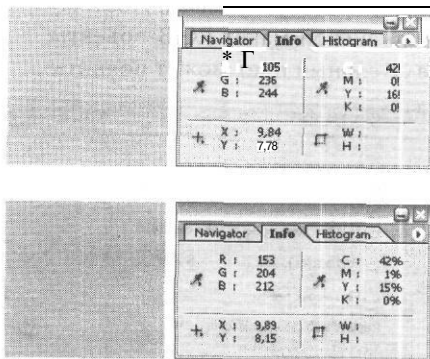 Navigator Info Histogram
* Γ 105 C : 42!
G : 236 M : 0!
B : 244 Y : 16!
K : 0!
X : 9,84 W :
Y : 7,78 H :
Navigator Info Histogram
R : 153 C : 42%
G : 204 M : 1%
B : 212 Y : 15%
K : 0%
X : 9,89 W :
Y : 8,15 H :